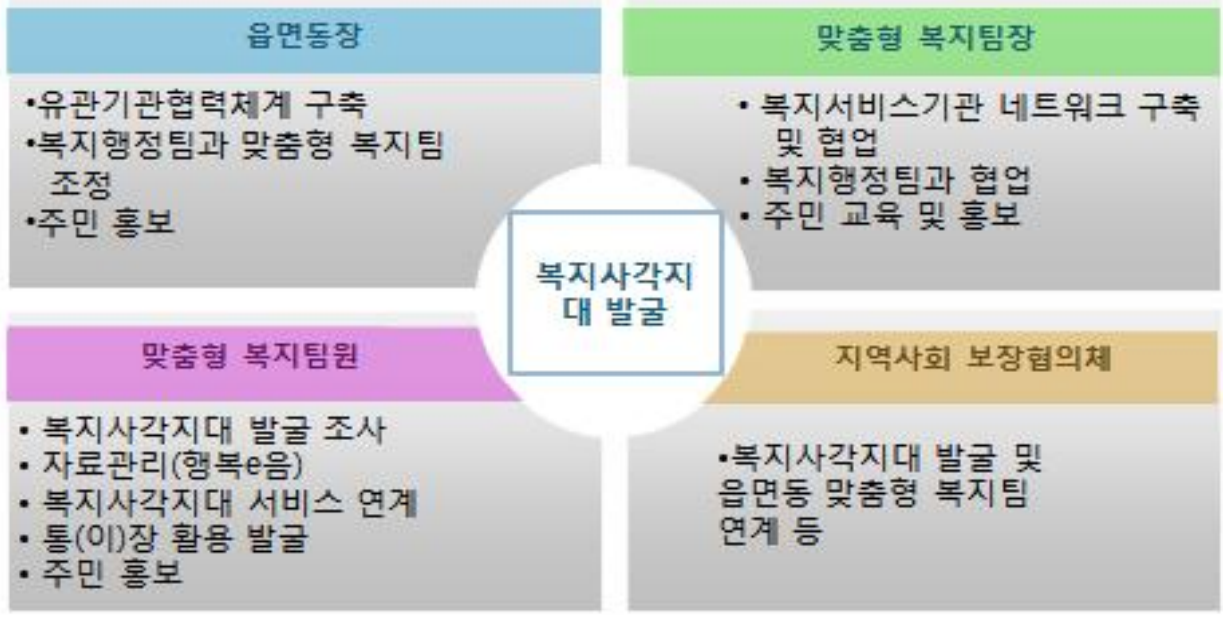 읍면동장
•유관기관협력체계 구축
•복지행정팀과 맞춤형 복지팀
조정
•주민 홍보
맞춤형 복지팀장
• 복지서비스기관 네트워크 구축
및 협업
• 복지행정팀과 협업
• 주민 교육 및 홍보
복지사각지
대 발굴
맞춤형 복지팀원
• 복지사각지대 발굴 조사
• 자료관리(행복e음)
• 복지사각지대 서비스 연계
• 통(이)장 활용 발굴
• 주민 홍보
지역사회 보장협의체
•복지사각지대 발굴 및
읍면동 맞춤형 복지팀
연계 등